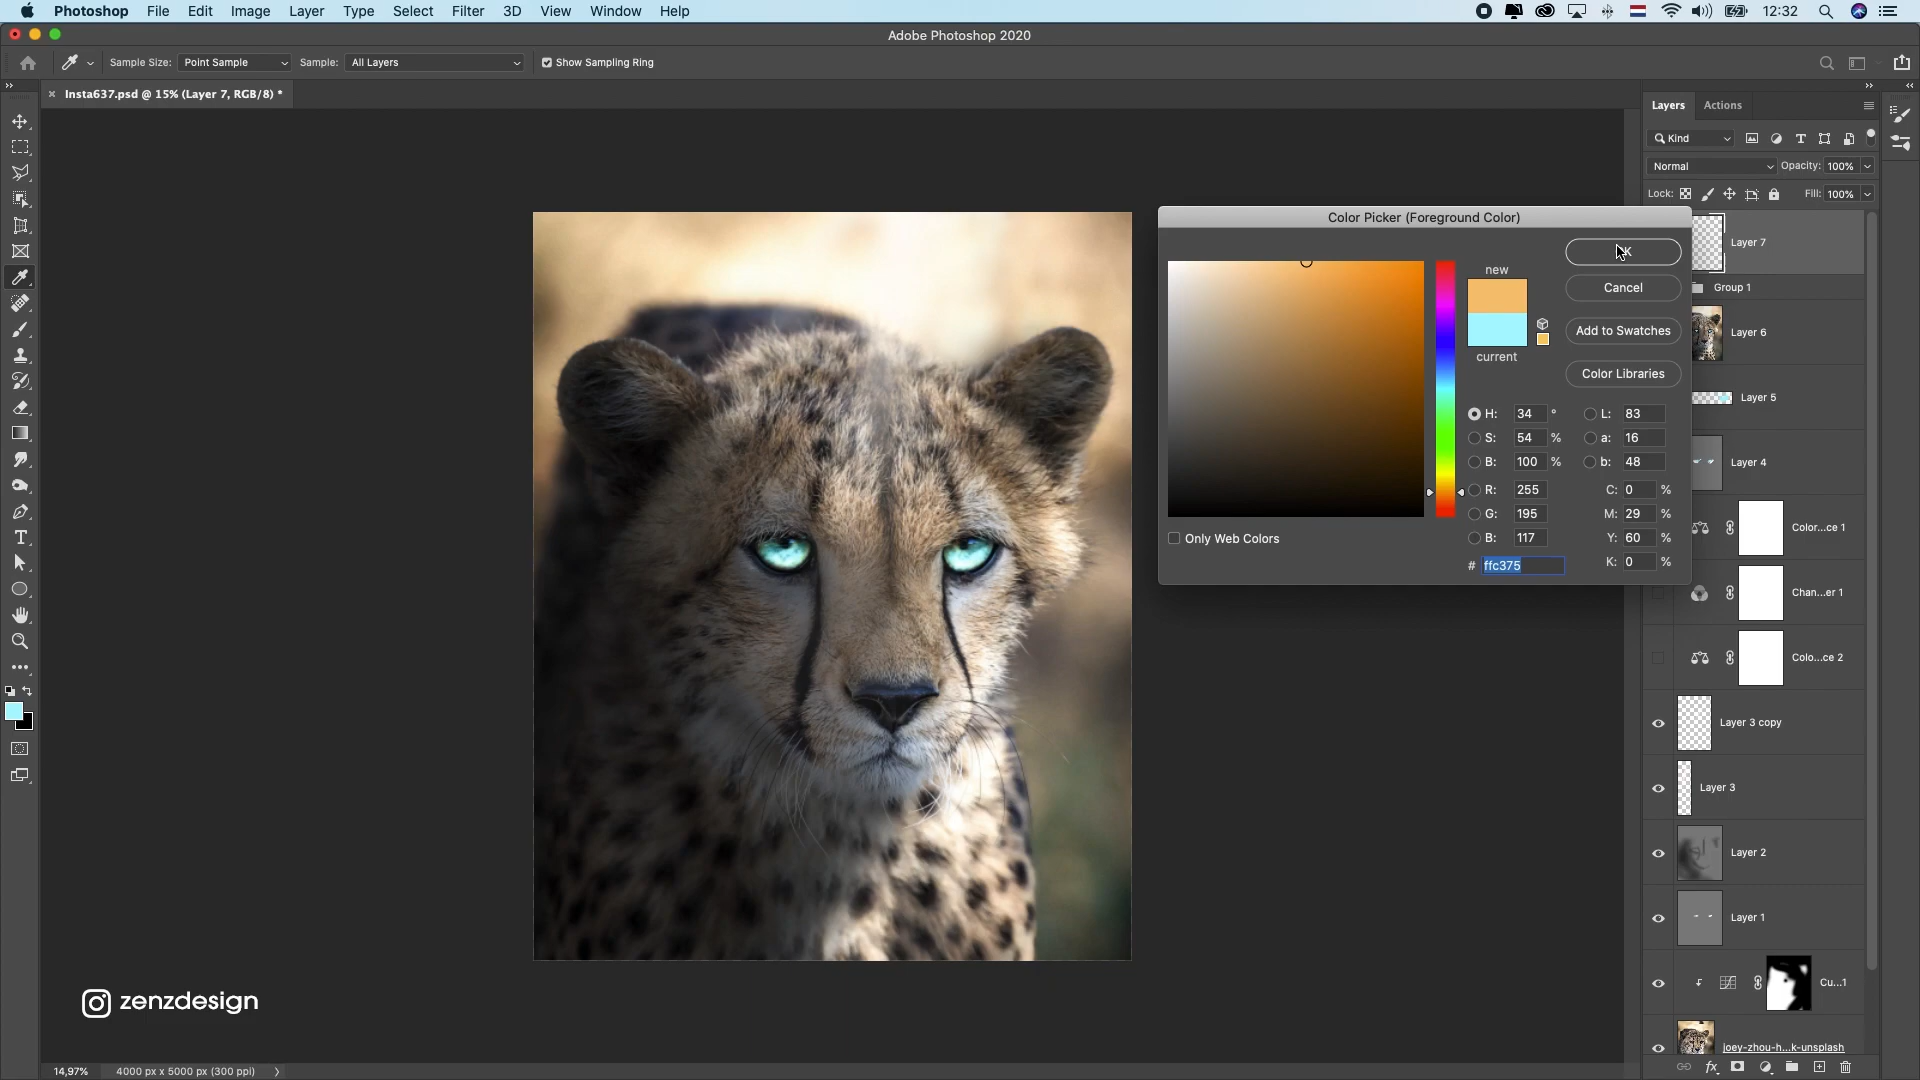 Photoshop File Edit Image Layer Type Select Filter 3D View Window Help 12:32
Adobe Photoshop 2020
Sample Size: Point Sample Sample: All Layers Show Sampling Ring
Insta637.psd @ 15% (Layer 7, RGB/8) *
Layers Actions
Kind
Normal Opacity: 100%
Lock: Fill: 100%
Color Picker (Foreground Color)
Layer 7
new
Cancel
Group 1
Add to Swatches
Layer 6
current
Color Libraries
Layer 5
H: 34 ° L: 83
S: 54 % a: 16
B: 100 % b: 48
Layer 4
R: 255 C: 0 %
G: 195 M: 29 %
Color...ce 1
Only Web Colors B: 117 Y: 60 %
# ffc375 K: 0 %
Chan...er 1
Colo...ce 2
Layer 3 copy
Layer 3
Layer 2
Layer 1
Cu...1
zenzdesign
joey-zhou-h...k-unsplash
14,97% 4000 px x 5000 px (300 ppi)